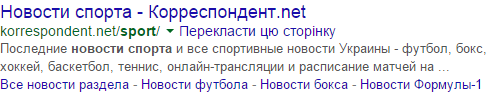 Новости спорта - Корреспондент.net
korrespondent.net/sport/ ▾ Перекласти цю сторінку
Последние новости спорта и все спортивные новости Украины - футбол, бокс,
хоккей, баскетбол, теннис, онлайн-трансляции и расписание матчей на ...
Все новости раздела - Новости футбола - Новости бокса - Новости Формулы-1